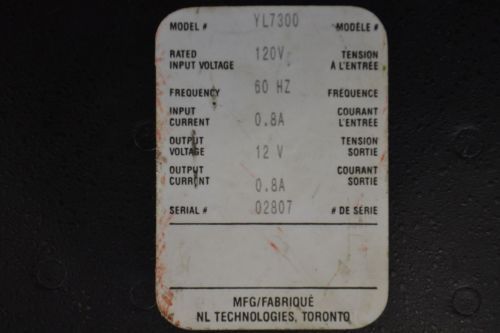 MODEL # YL7300 MODÈLE #
RATED 120V TENSION
INPUT VOLTAGE À L'ENTRÉE
FREQUENCY 60 HZ FRÉQUENCE
INPUT 0.8A COURANT
CURRENT L'ENTRÉE
OUTPUT 12 V TENSION
VOLTAGE SORTIE
OUTPUT 0.8A COURANT
CURRENT SORTIE
SERIAL # 02807 # DE SÉRIE
MFG/FABRIQUÉ
NL TECHNOLOGIES, TORONTO